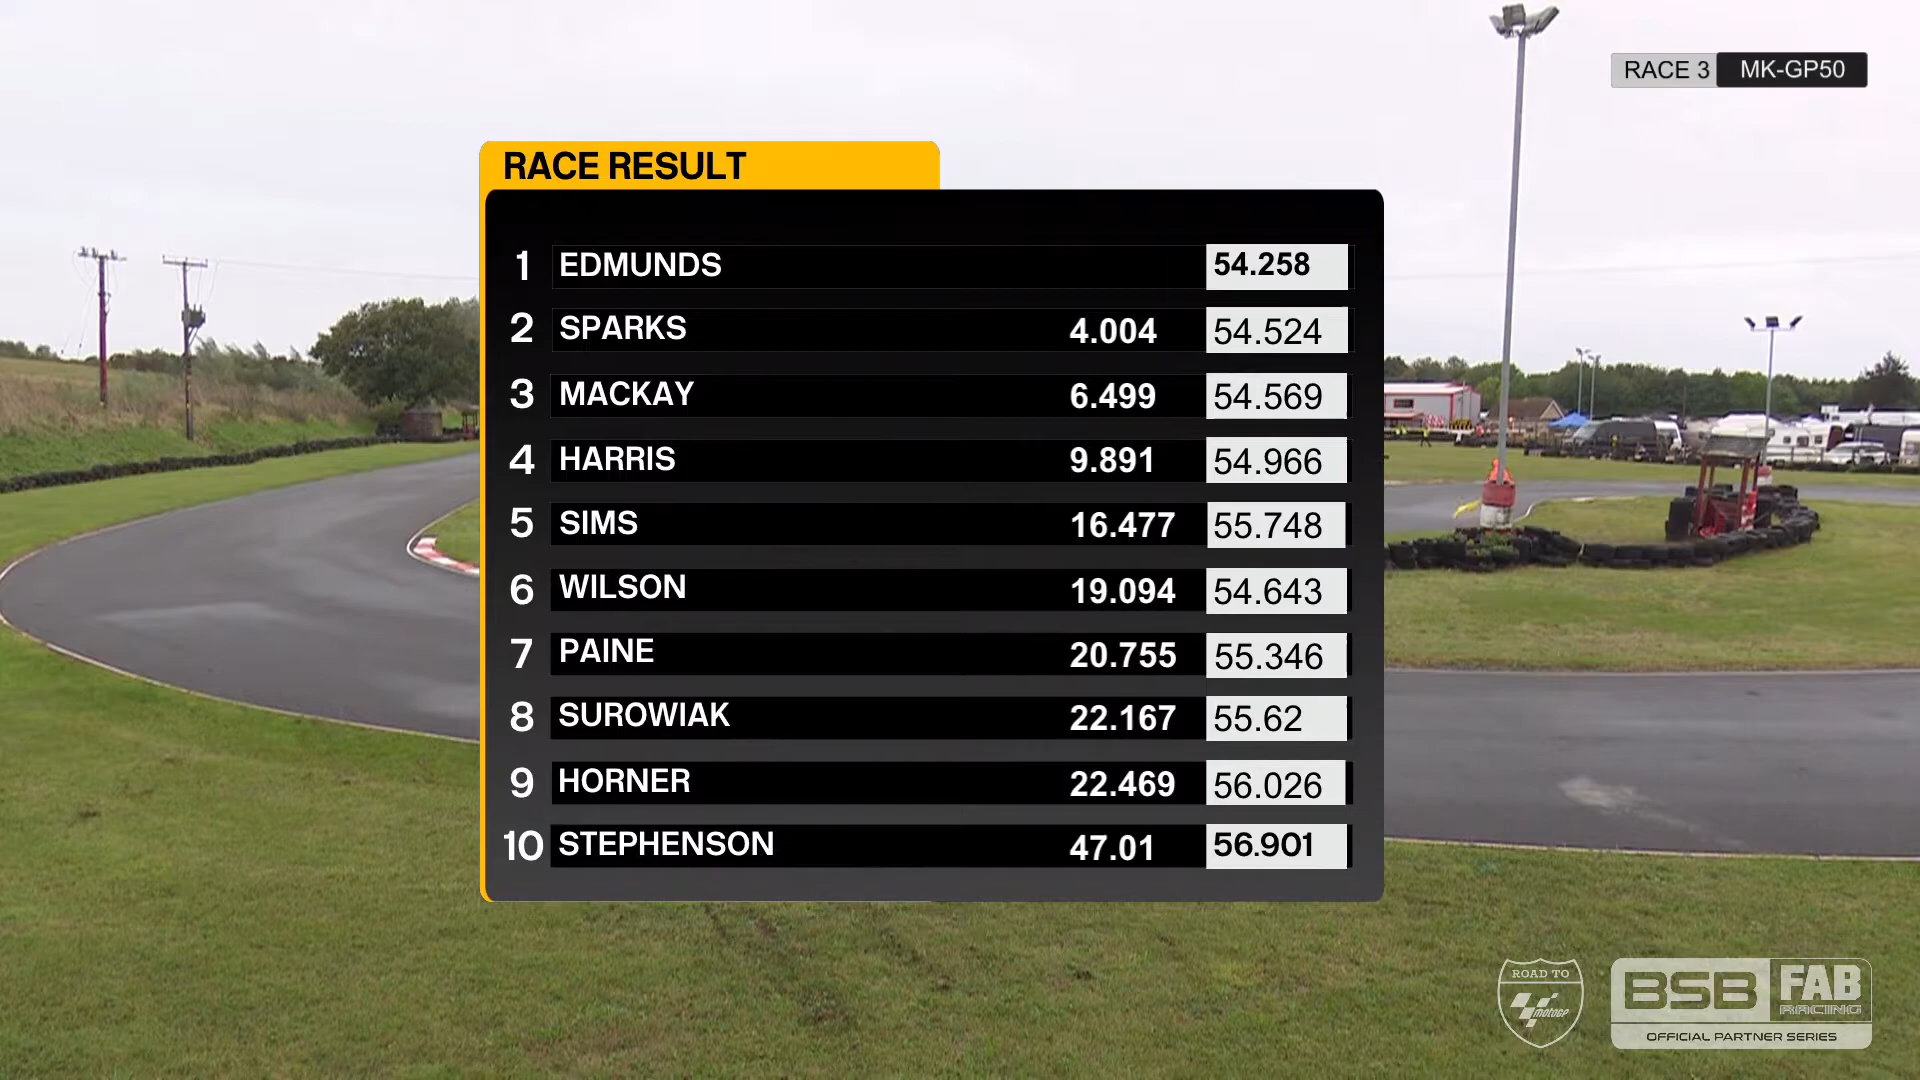 RACE 3 MK-GP50
RACE RESULT
1 EDMUNDS 54.258
2 SPARKS 4.004 54.524
3 MACKAY 6.499 54.569
4 HARRIS 9.891 54.966
5 SIMS 16.477 55.748
6 WILSON 19.094 54.643
7 PAINE 20.755 55.346
8 SUROWIAK 22.167 55.62
9 HORNER 22.469 56.026
10 STEPHENSON 47.01 56.901
ROAD TO
motoGP
BSB FAB
RACING
OFFICIAL PARTNER SERIES